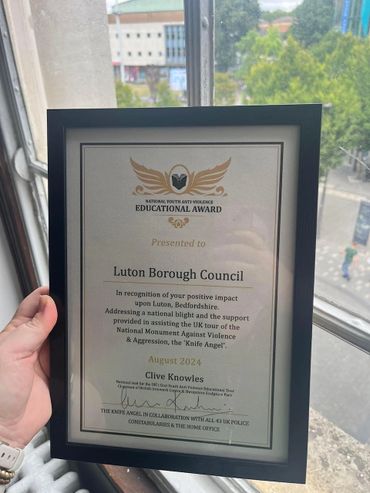 NATIONAL YOUTH ANTI-VIOLENCE
EDUCATIONAL AWARD
Presented to
Luton Borough Council
In recognition of your positive impact
upon Luton, Bedfordshire.
Addressing a national blight and the support
provided in assisting the UK tour of the
National Monument Against Violence
& Aggression, the 'Knife Angel".
August 2024
Clive Knowles
THE KNIFE ANGEL IN COLLABORATION WITH ALL 43 UK POLICE
CONSTABULARIES & THE HOME OFFICE